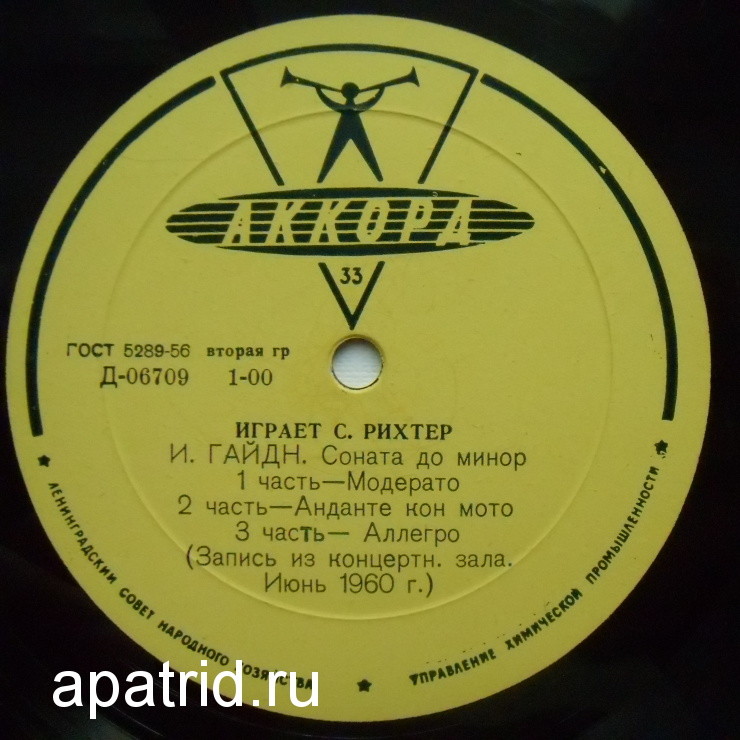 АККОРД
33
ГОСТ 5289-56 вторая гр
Д-06709 1-00
ИГРАЕТ С. РИХТЕР
И. ГАЙДН. Соната до минор
1 часть—Модерато
2 часть—Анданте кон мото
3 часть— Аллегро
(Запись из концертн. зала.
Июнь 1960 г.)
ЛЕНИНГРАДСКИЙ СОВЕТ НАРОДНОГО ХОЗЯЙСТВА
УПРАВЛЕНИЕ ХИМИЧЕСКОЙ ПРОМЫШЛЕННОСТИ
apatrid.ru